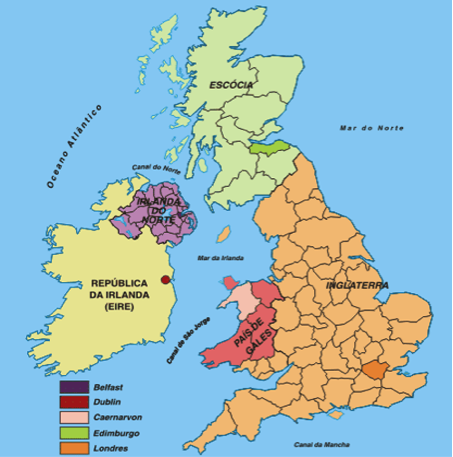 ESCÓCIA
Oceano Atlântico
Mar do Norte
Canal do Norte
IRLANDA
DO
NORTE
Mar da Irlanda
REPÚBLICA
DA IRLANDA
(EIRE)
INGLATERRA
Canal de São Jorge
PAÍS DE
GALES
Belfast
Dublin
Caernarvon
Edimburgo
Londres
Canal da Mancha